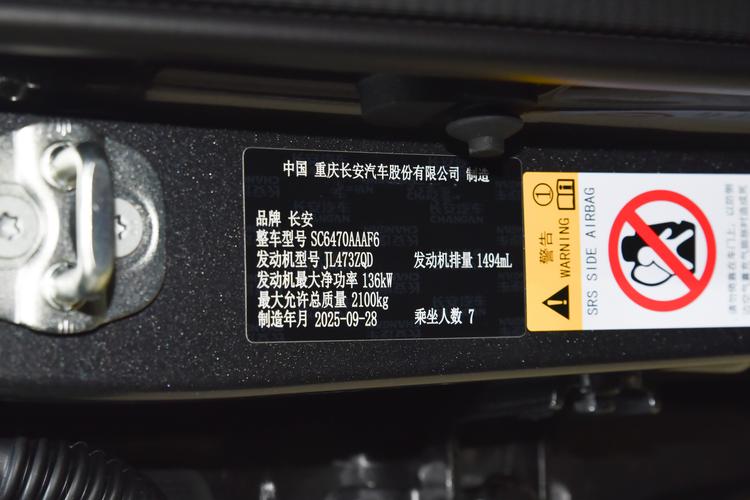 中国 重庆长安汽车股份有限公司 制造
品牌 长安
整车型号 SC6470AAAF6
发动机型号 JL473ZQD 发动机排量 1494mL
发动机最大净功率 136kW
最大允许总质量 2100kg
制造年月 2025-09-28 乘坐人数 7
警告
WARNING
SRS SIDE AIRBAG